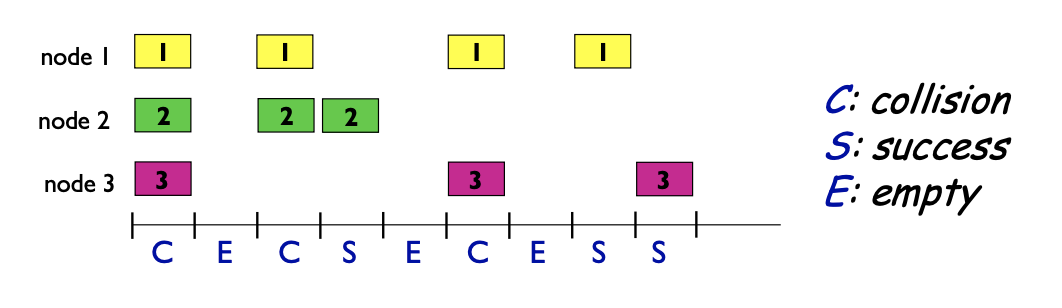 node 1 1 1 1 1
node 2 2 2 2
node 3 3 3 3
C E C S E C E S S
C: collision
S: success
E: empty